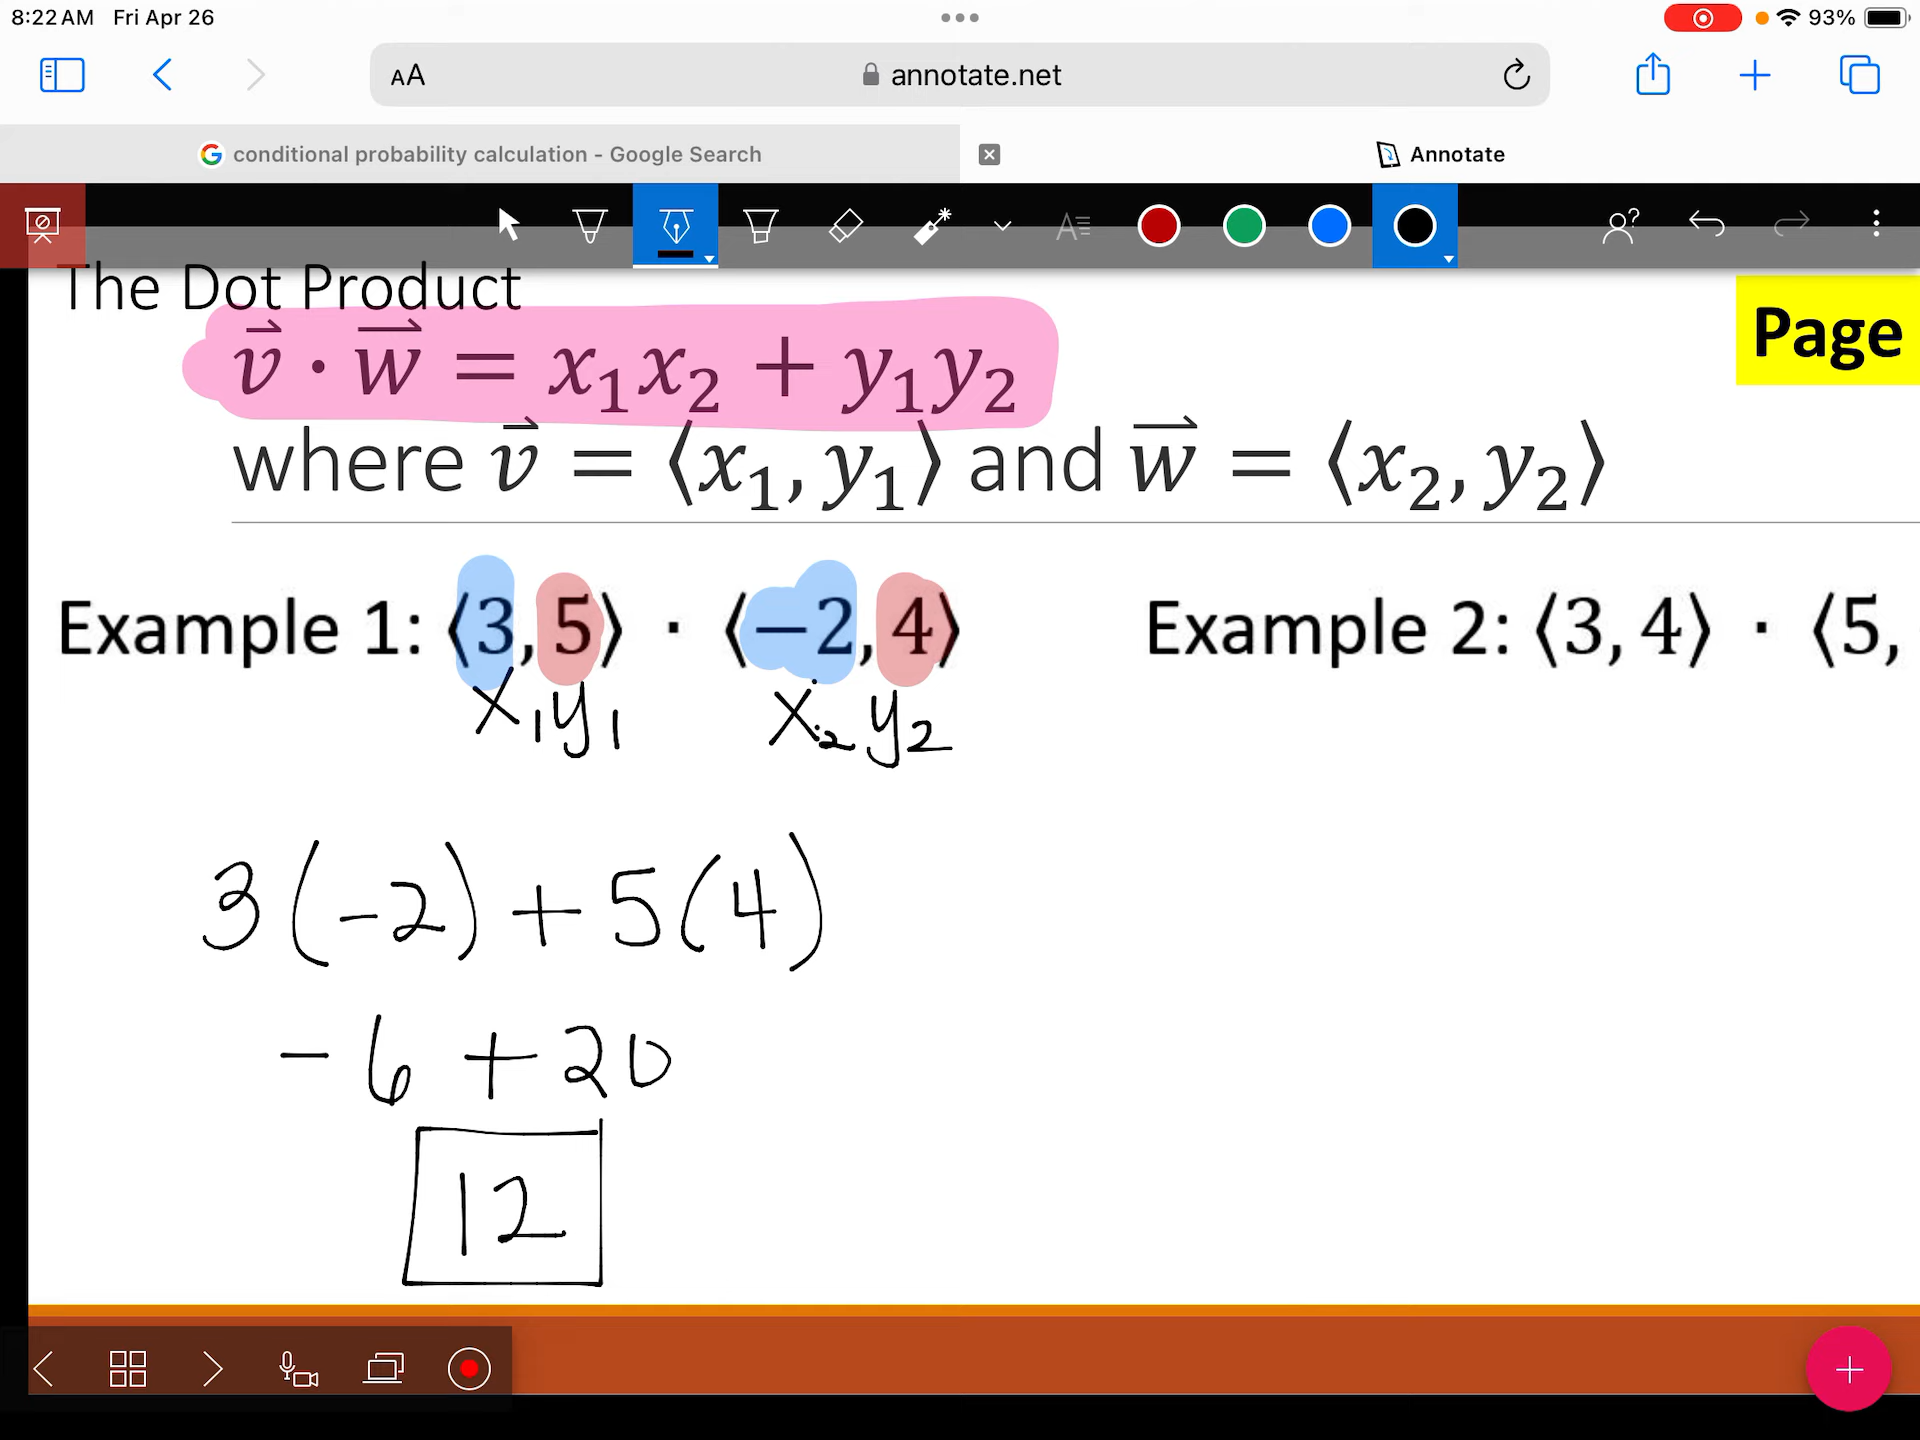 8:22 AM Fri Apr 26 93%
AA annotate.net
conditional probability calculation - Google Search Annotate
The Dot Product
v⃗ · w⃗ = x₁x₂ + y₁y₂
Page
where v⃗ = ⟨x₁, y₁⟩ and w⃗ = ⟨x₂, y₂⟩
Example 1: ⟨3, 5⟩ · ⟨−2, 4⟩ Example 2: ⟨3, 4⟩ · ⟨5,
x₁ y₁ x₂ y₂
3(-2) + 5(4)
-6 + 20
12